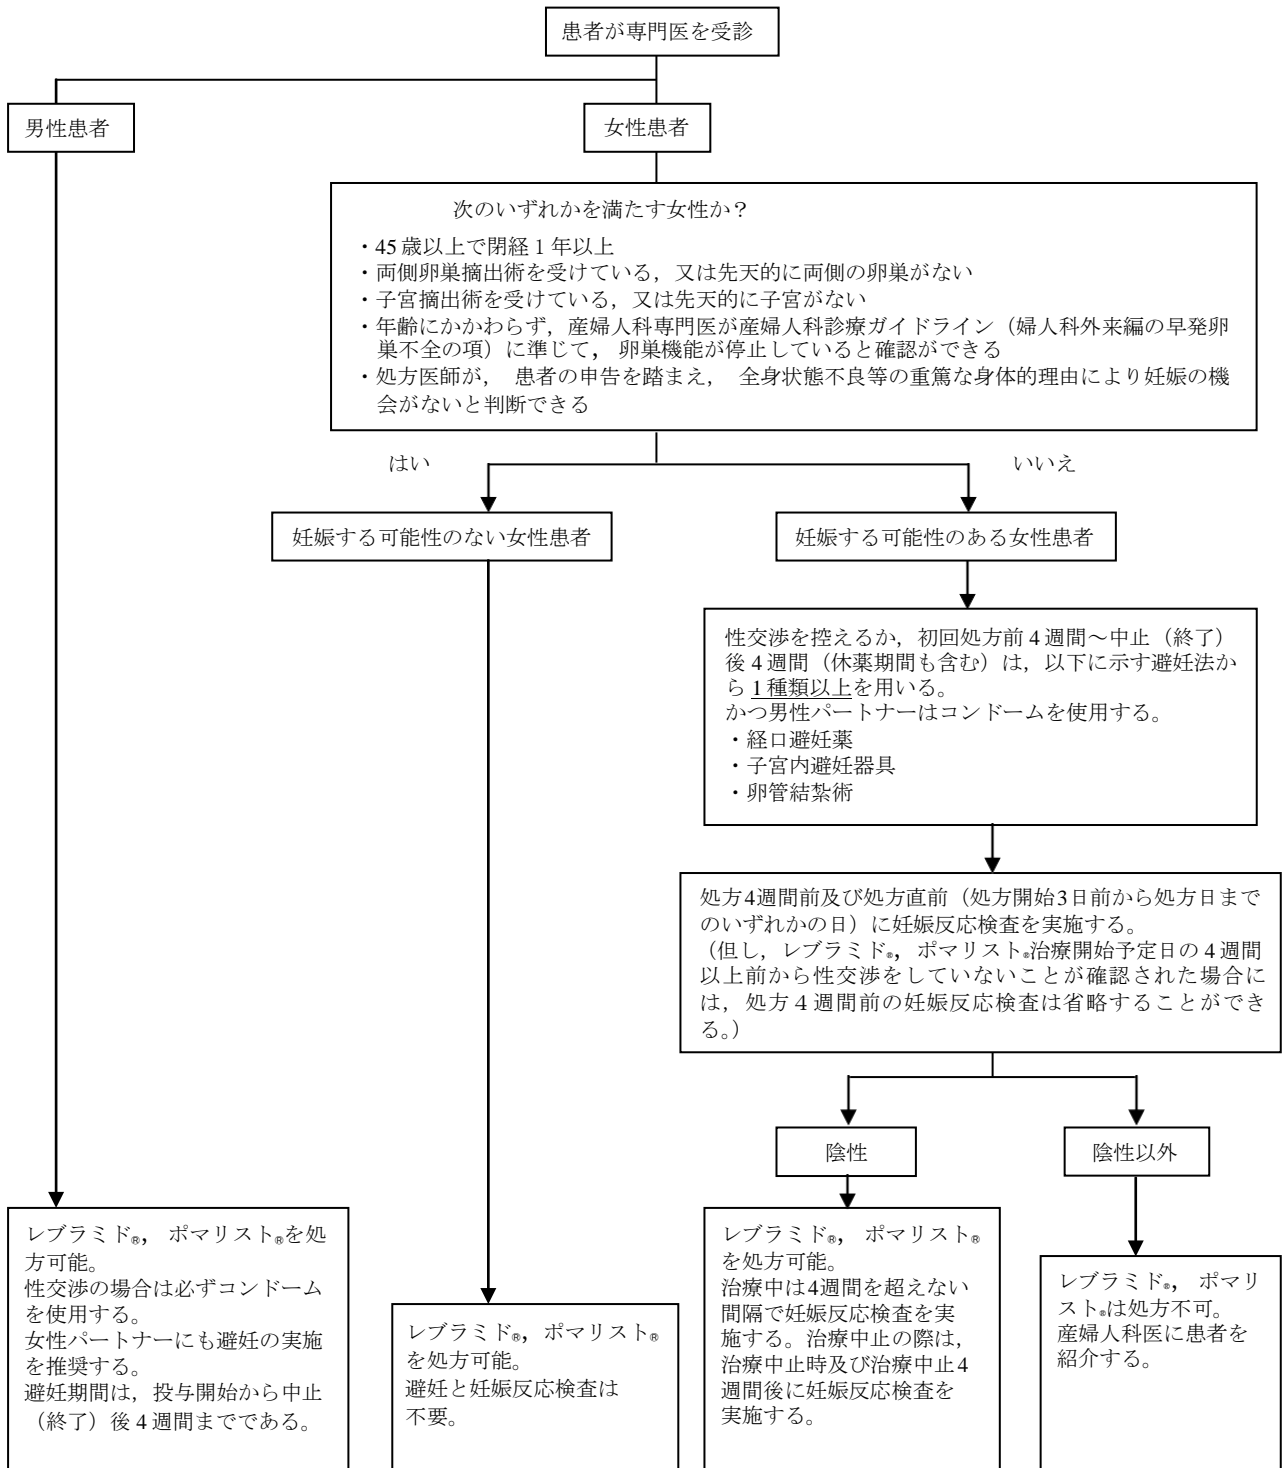 患者が専門医を受診
男性患者
女性患者
次のいずれかを満たす女性か？
・45歳以上で閉経1年以上
・両側卵巣摘出術を受けている，又は先天的に両側の卵巣がない
・子宮摘出術を受けている，又は先天的に子宮がない
・年齢にかかわらず，産婦人科専門医が産婦人科診療ガイドライン（婦人科外来編の早発卵
巣不全の項）に準じて，卵巣機能が停止していると確認ができる
・処方医師が，患者の申告を踏まえ，全身状態不良等の重篤な身体的理由により妊娠の機
会がないと判断できる
はい
いいえ
妊娠する可能性のない女性患者
妊娠する可能性のある女性患者
性交渉を控えるか，初回処方前4週間～中止（終了）
後4週間（休薬期間も含む）は，以下に示す避妊法か
ら1種類以上を用いる。
かつ男性パートナーはコンドームを使用する。
・経口避妊薬
・子宮内避妊器具
・卵管結紮術
処方4週間前及び処方直前（処方開始3日前から処方日まで
のいずれかの日）に妊娠反応検査を実施する。
（但し，レブラミド®，ポマリスト®治療開始予定日の4週間
以上前から性交渉をしていないことが確認された場合に
は，処方4週間前の妊娠反応検査は省略することができ
る。）
陰性
陰性以外
レブラミド®，ポマリスト®を処
方可能。
性交渉の場合は必ずコンドーム
を使用する。
女性パートナーにも避妊の実施
を推奨する。
避妊期間は，投与開始から中止
（終了）後4週間までである。
レブラミド®，ポマリスト®
を処方可能。
避妊と妊娠反応検査は
不要。
レブラミド®，ポマリスト®
を処方可能。
治療中は4週間を超えない
間隔で妊娠反応検査を実
施する。治療中止の際は，
治療中止時及び治療中止4
週間後に妊娠反応検査を
実施する。
レブラミド®，ポマリ
スト®は処方不可。
産婦人科医に患者を
紹介する。